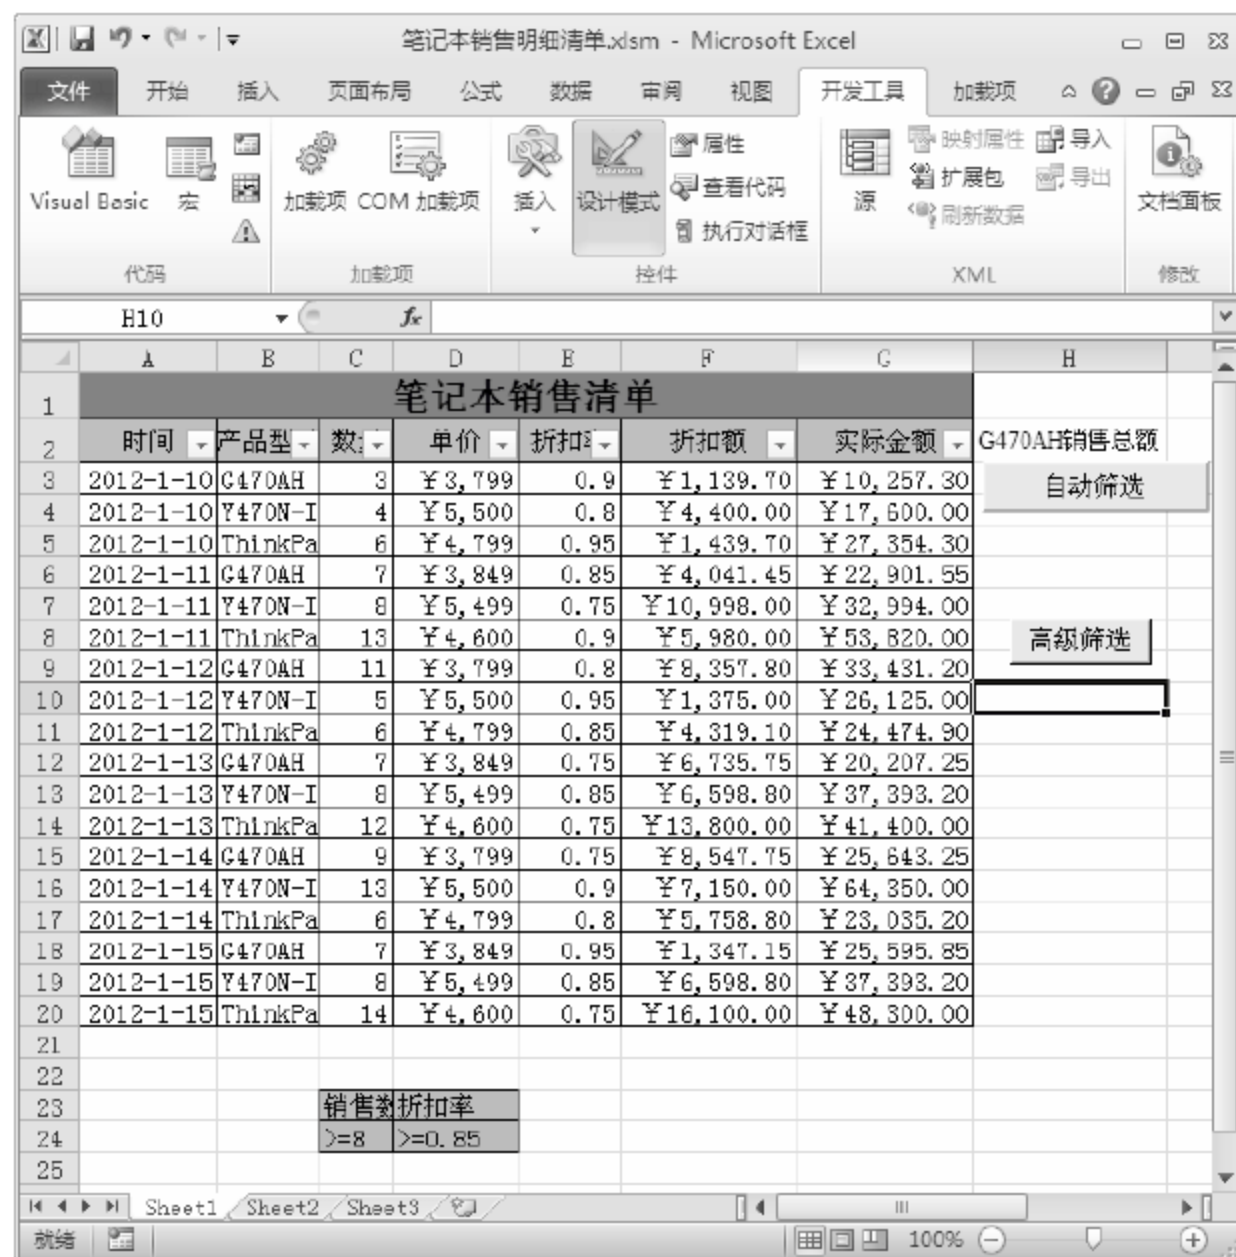 笔记本销售明细清单.xlsm - Microsoft Excel
文件 开始 插入 页面布局 公式 数据 审阅 视图 开发工具 加载项
Visual Basic 宏 加载项 COM 加载项 插入 设计模式 属性 查看代码 执行对话框 源 映射属性 扩展包 刷新数据 导入 导出 文档面板
代码 加载项 控件 XML 修改
H10 fx
A B C D E F G H
1 笔记本销售清单
2 时间 产品型 数 单价 折扣 折扣额 实际金额 G470AH销售总额
3 2012-1-10 G470AH 3 ¥3,799 0.9 ¥1,139.70 ¥10,257.30 自动筛选
4 2012-1-10 Y470N-I 4 ¥5,500 0.8 ¥4,400.00 ¥17,600.00
5 2012-1-10 ThinkPa 6 ¥4,799 0.95 ¥1,439.70 ¥27,354.30
6 2012-1-11 G470AH 7 ¥3,849 0.85 ¥4,041.45 ¥22,901.55
7 2012-1-11 Y470N-I 8 ¥5,499 0.75 ¥10,998.00 ¥32,994.00
8 2012-1-11 ThinkPa 13 ¥4,600 0.9 ¥5,980.00 ¥53,820.00 高级筛选
9 2012-1-12 G470AH 11 ¥3,799 0.8 ¥8,357.80 ¥33,431.20
10 2012-1-12 Y470N-I 5 ¥5,500 0.95 ¥1,375.00 ¥26,125.00
11 2012-1-12 ThinkPa 6 ¥4,799 0.85 ¥4,319.10 ¥24,474.90
12 2012-1-13 G470AH 7 ¥3,849 0.75 ¥6,735.75 ¥20,207.25
13 2012-1-13 Y470N-I 8 ¥5,499 0.85 ¥6,598.80 ¥37,393.20
14 2012-1-13 ThinkPa 12 ¥4,600 0.75 ¥13,800.00 ¥41,400.00
15 2012-1-14 G470AH 9 ¥3,799 0.75 ¥8,547.75 ¥25,643.25
16 2012-1-14 Y470N-I 13 ¥5,500 0.9 ¥7,150.00 ¥64,350.00
17 2012-1-14 ThinkPa 6 ¥4,799 0.8 ¥5,758.80 ¥23,035.20
18 2012-1-15 G470AH 7 ¥3,849 0.95 ¥1,347.15 ¥25,595.85
19 2012-1-15 Y470N-I 8 ¥5,499 0.85 ¥6,598.80 ¥37,393.20
20 2012-1-15 ThinkPa 14 ¥4,600 0.75 ¥16,100.00 ¥48,300.00
21
22
23 销售数 折扣率
24 >=8 >=0.85
25
Sheet1 Sheet2 Sheet3
就绪 100%